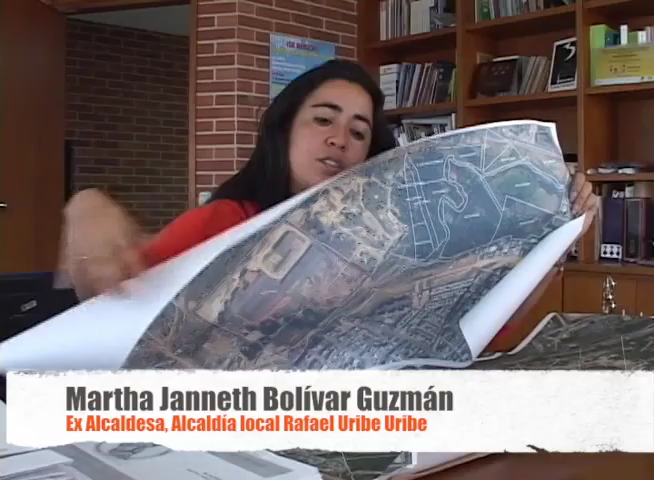 Martha Janneth Bolívar Guzmán
Ex Alcaldesa, Alcaldía local Rafael Uribe Uribe